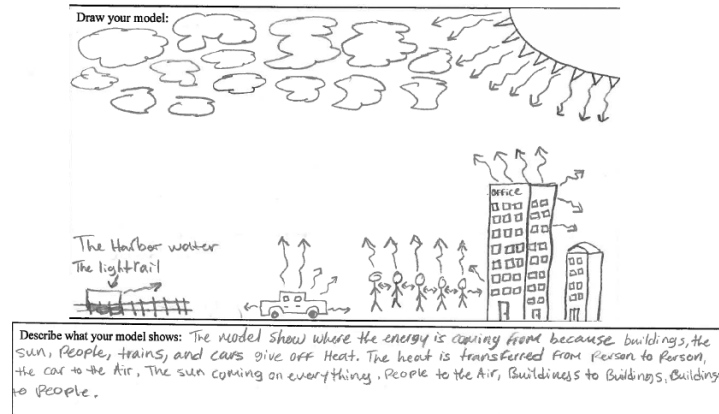 Draw your model:
OFFICE
The Harbor walter
The lightrail
Describe what your model shows: The model show where the energy is coming from because buildings, the
sun, People, trains, and cars give off Heat. The heat is transferred from Person to Person,
the car to the Air, The sun coming on everything. People to the Air, Buildiness to Buildings, Building
to People.